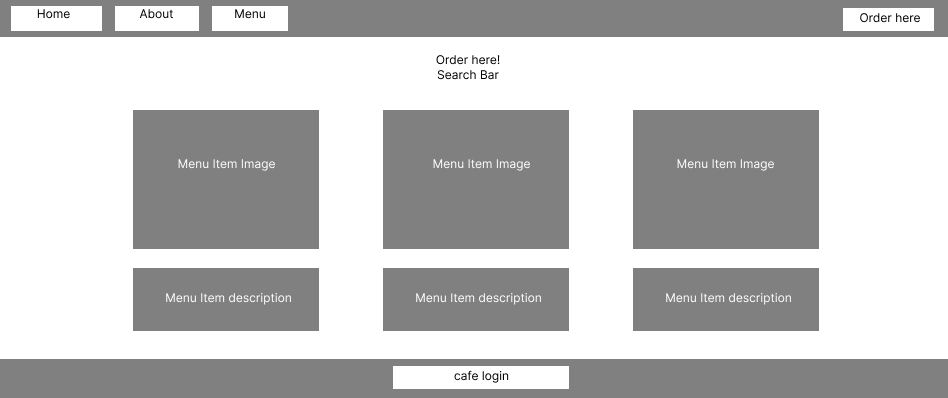 Home
About
Menu
Order here
Order here!
Search Bar
Menu Item Image
Menu Item Image
Menu Item Image
Menu Item description
Menu Item description
Menu Item description
cafe login